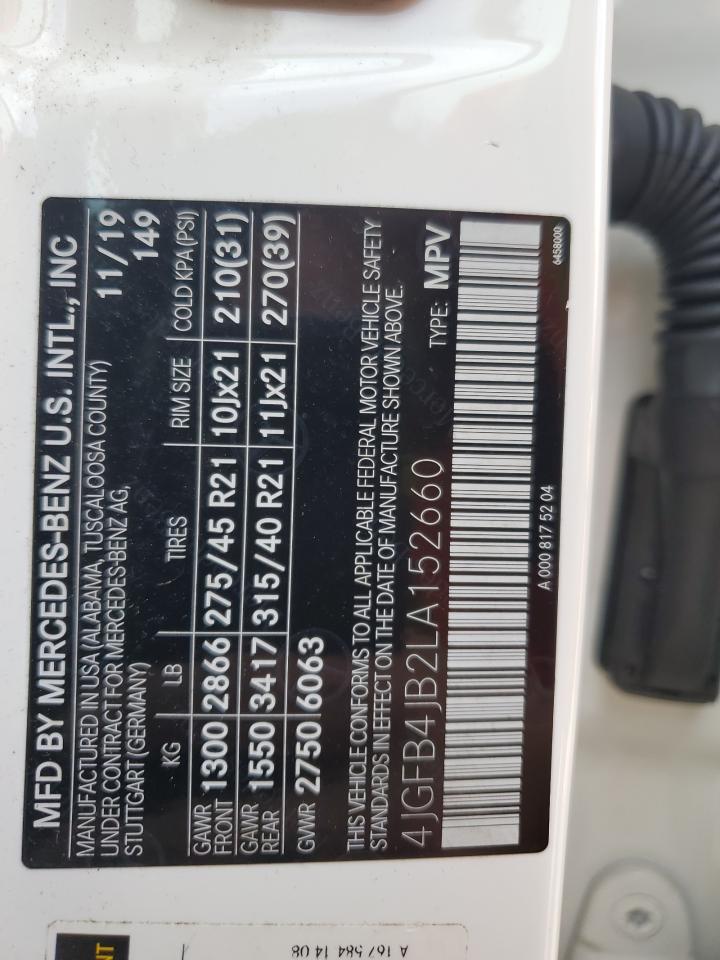 MFD BY MERCEDES-BENZ U.S. INTL., INC
MANUFACTURED IN USA (ALABAMA, TUSCALOOSA COUNTY) 11/19
UNDER CONTRACT FOR MERCEDES-BENZ AG, 149
STUTTGART (GERMANY)
KG LB TIRES RIM SIZE COLD KPA (PSI)
GAWR FRONT 1300 2866 275/45 R21 10Jx21 210(31)
GAWR REAR 1550 3417 315/40 R21 11Jx21 270(39)
GVWR 2750 6063
THIS VEHICLE CONFORMS TO ALL APPLICABLE FEDERAL MOTOR VEHICLE SAFETY
STANDARDS IN EFFECT ON THE DATE OF MANUFACTURE SHOWN ABOVE.
4JGFB4JB2LA152660 TYPE: MPV
A 000 817 52 04 6458000
A 167 584 14 08